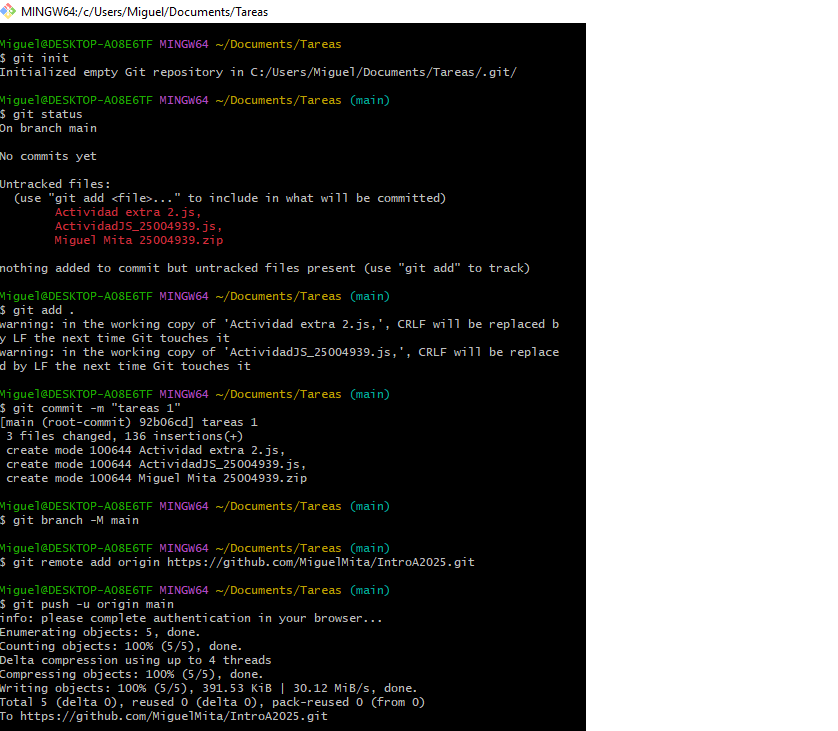 MINGW64:/c/Users/Miguel/Documents/Tareas
Miguel@DESKTOP-AO8E6TF MINGW64 ~/Documents/Tareas
$ git init
Initialized empty Git repository in C:/Users/Miguel/Documents/Tareas/.git/
Miguel@DESKTOP-AO8E6TF MINGW64 ~/Documents/Tareas (main)
$ git status
On branch main
No commits yet
Untracked files:
(use "git add <file>..." to include in what will be committed)
Actividad extra 2.js,
ActividadJS_25004939.js,
Miguel Mita 25004939.zip
nothing added to commit but untracked files present (use "git add" to track)
Miguel@DESKTOP-AO8E6TF MINGW64 ~/Documents/Tareas (main)
$ git add .
warning: in the working copy of 'Actividad extra 2.js,', CRLF will be replaced b
y LF the next time Git touches it
warning: in the working copy of 'ActividadJS_25004939.js,', CRLF will be replace
d by LF the next time Git touches it
Miguel@DESKTOP-AO8E6TF MINGW64 ~/Documents/Tareas (main)
$ git commit -m "tareas 1"
[main (root-commit) 92b06cd] tareas 1
3 files changed, 136 insertions(+)
create mode 100644 Actividad extra 2.js,
create mode 100644 ActividadJS_25004939.js,
create mode 100644 Miguel Mita 25004939.zip
Miguel@DESKTOP-AO8E6TF MINGW64 ~/Documents/Tareas (main)
$ git branch -M main
Miguel@DESKTOP-AO8E6TF MINGW64 ~/Documents/Tareas (main)
$ git remote add origin https://github.com/MiguelMita/IntroA2025.git
Miguel@DESKTOP-AO8E6TF MINGW64 ~/Documents/Tareas (main)
$ git push -u origin main
info: please complete authentication in your browser...
Enumerating objects: 5, done.
Counting objects: 100% (5/5), done.
Delta compression using up to 4 threads
Compressing objects: 100% (5/5), done.
Writing objects: 100% (5/5), 391.53 KiB | 30.12 MiB/s, done.
Total 5 (delta 0), reused 0 (delta 0), pack-reused 0 (from 0)
To https://github.com/MiguelMita/IntroA2025.git